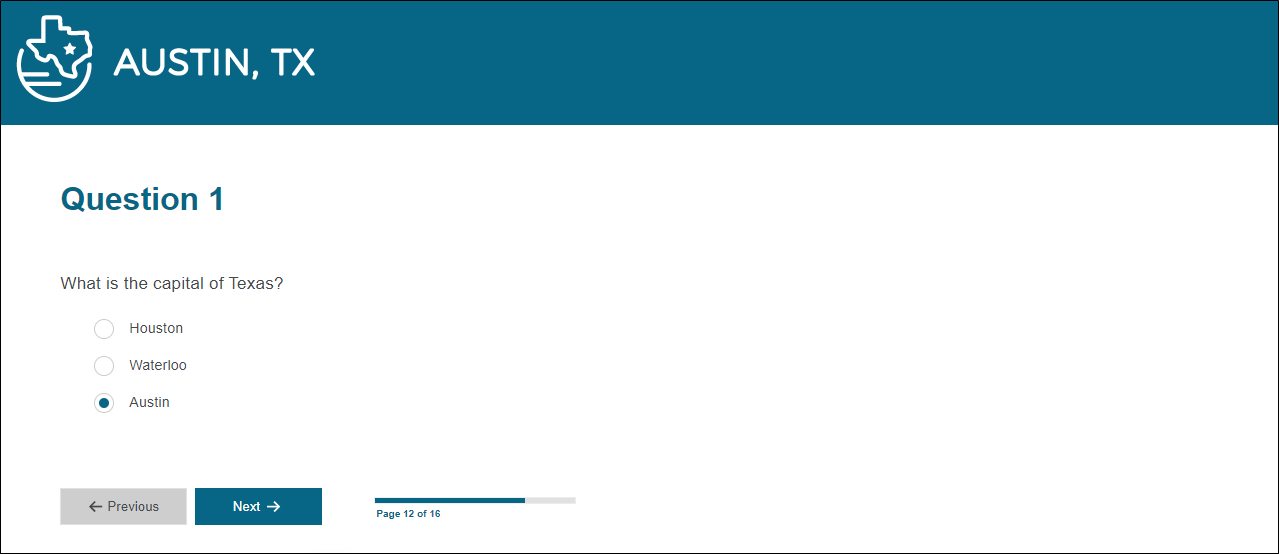 AUSTIN, TX
Question 1
What is the capital of Texas?
Houston
Waterloo
Austin
← Previous
Next →
Page 12 of 16